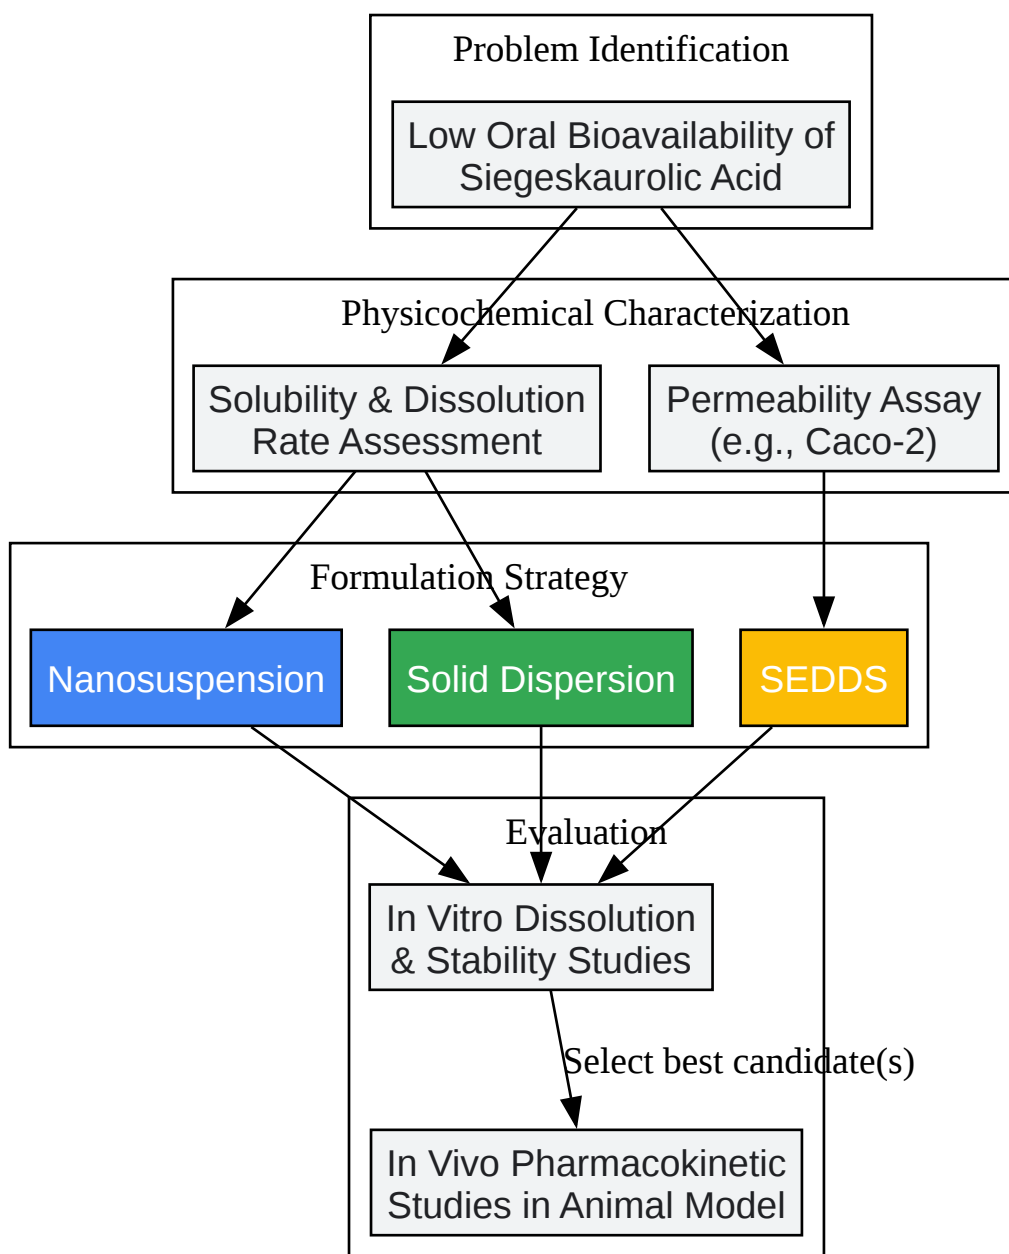 Problem Identification
Low Oral Bioavailability of
Siegeskaurolic Acid
Physicochemical Characterization
Solubility & Dissolution
Rate Assessment
Permeability Assay
(e.g., Caco-2)
Formulation Strategy
Nanosuspension
Solid Dispersion
SEDDS
Evaluation
In Vitro Dissolution
& Stability Studies
Select best candidate(s)
In Vivo Pharmacokinetic
Studies in Animal Model